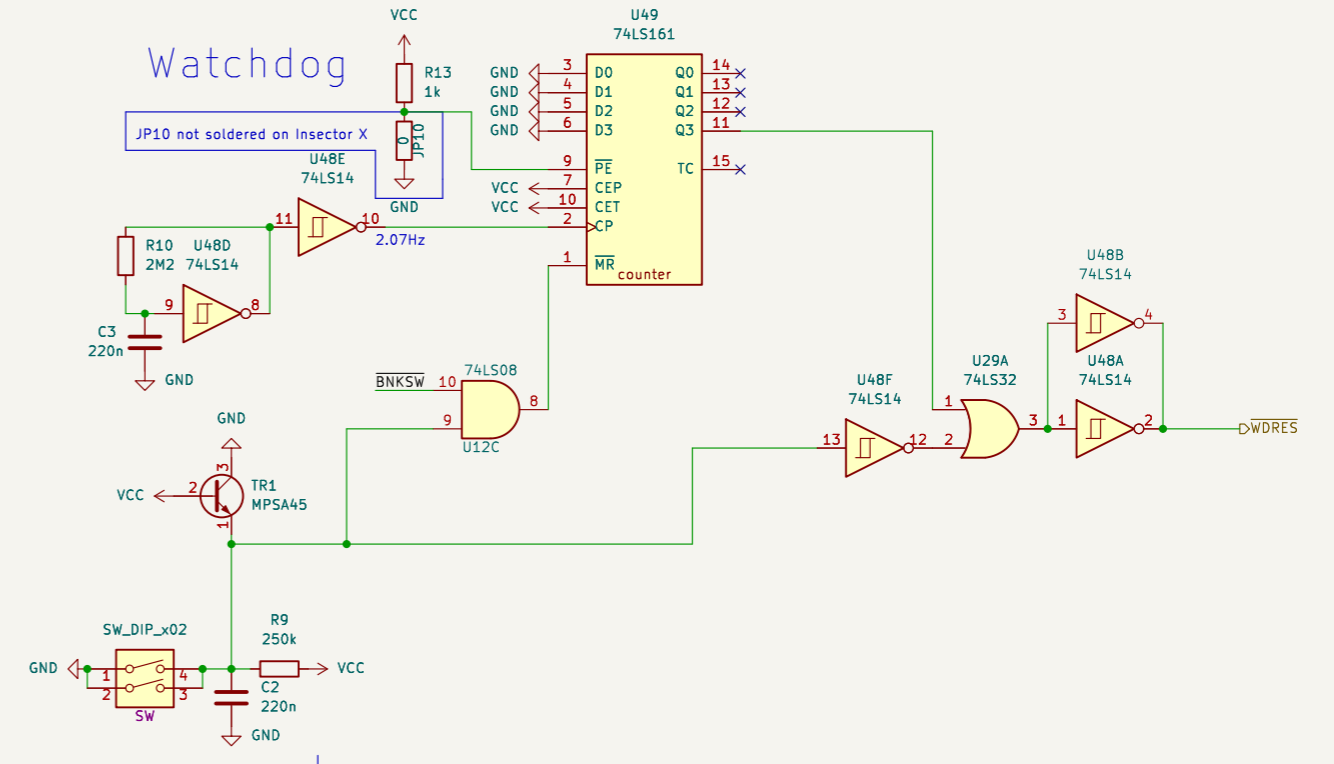 Watchdog
VCC
R13
1k
JP10 not soldered on Insector X
0
JP10
GND
U49
74LS161
GND 3 D0 Q0 14
GND 4 D1 Q1 13
GND 5 D2 Q2 12
GND 6 D3 Q3 11
9 PE TC 15
VCC 7 CEP
VCC 10 CET
2 CP
1 MR
counter
U48E
74LS14
11 10
2.07Hz
R10
2M2
U48D
74LS14
9 8
C3
220n
GND
BNKSW
74LS08
10
9
8
U12C
GND
3
VCC 2
TR1
MPSA45
1
U48F
74LS14
13 12
U29A
74LS32
1
2
3
U48B
74LS14
3 4
U48A
74LS14
1 2
WDRES
SW_DIP_x02
GND
1 4
2 3
SW
R9
250k
VCC
C2
220n
GND